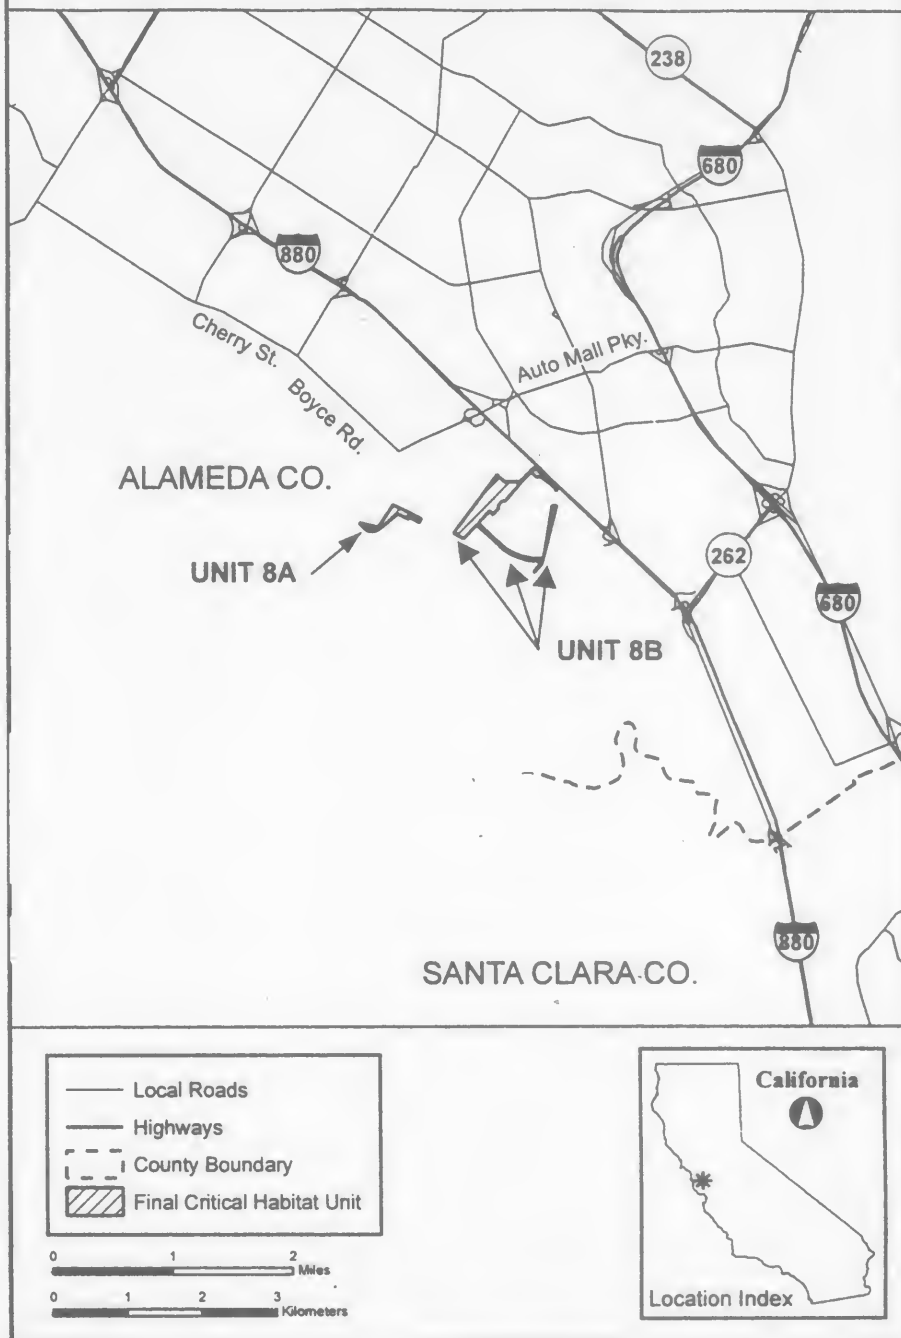 238
680
880
Cherry St.
Boyce Rd.
Auto Mall Pky.
ALAMEDA CO.
UNIT 8A
262
680
UNIT 8B
880
SANTA CLARA CO.
Local Roads
Highways
County Boundary
Final Critical Habitat Unit
0 1 2
Miles
0 1 2 3
Kilometers
California
Location Index